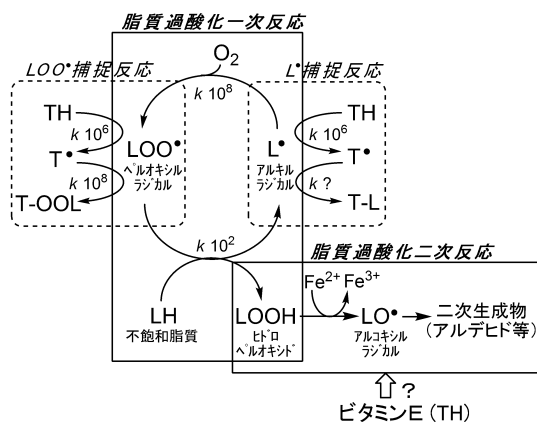 脂質過酸化一次反応
LOO•捕捉反応
O₂
L•捕捉反応
k 10⁸
TH
k 10⁶
T•
k 10⁸
T-OOL
LOO•
ペルオキシル
ラジカル
L•
アルキル
ラジカル
TH
k 10⁶
T•
k ?
T-L
k 10²
脂質過酸化二次反応
LH
不飽和脂質
LOOH
ヒドロ
ペルオキシド
Fe²⁺
Fe³⁺
LO•
アルコキシル
ラジカル
二次生成物
(アルデヒド等)
?
ビタミンE (TH)